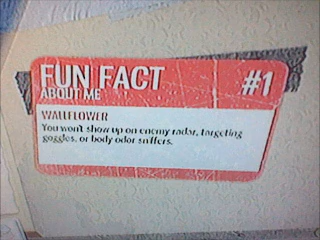 FUN FACT #1
ABOUT ME
WALLFLOWER
You won't show up on enemy radar, targeting
goggles, or body odor sniffers.